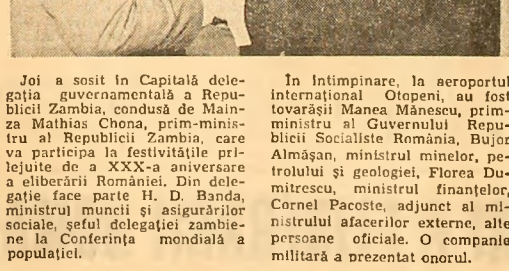 Joi a sosit în Capitală dele-
gația guvernamentală a Repu-
blicii Zambia, condusă de Main-
za Mathias Chona, prim-minis-
tru al Republicii Zambia, care
va participa la festivitățile pri-
lejuite de a XXX-a aniversare
a eliberării României. Din dele-
gație face parte H. D. Banda,
ministrul muncii și asigurărilor
sociale, șeful delegației zambie-
ne la Conferința mondială a
populației.
În întîmpinare, la aeroportul
internațional Otopeni, au fost
tovarășii Manea Mănescu, prim-
ministru al Guvernului Repu-
blicii Socialiste România, Bujor
Almășan, ministrul minelor, pe-
trolului și geologiei, Florea Du-
mitrescu, ministrul finanțelor,
Cornel Pacoste, adjunct al mi-
nistrului afacerilor externe, alte
persoane oficiale. O companie
militară a prezentat onorul.